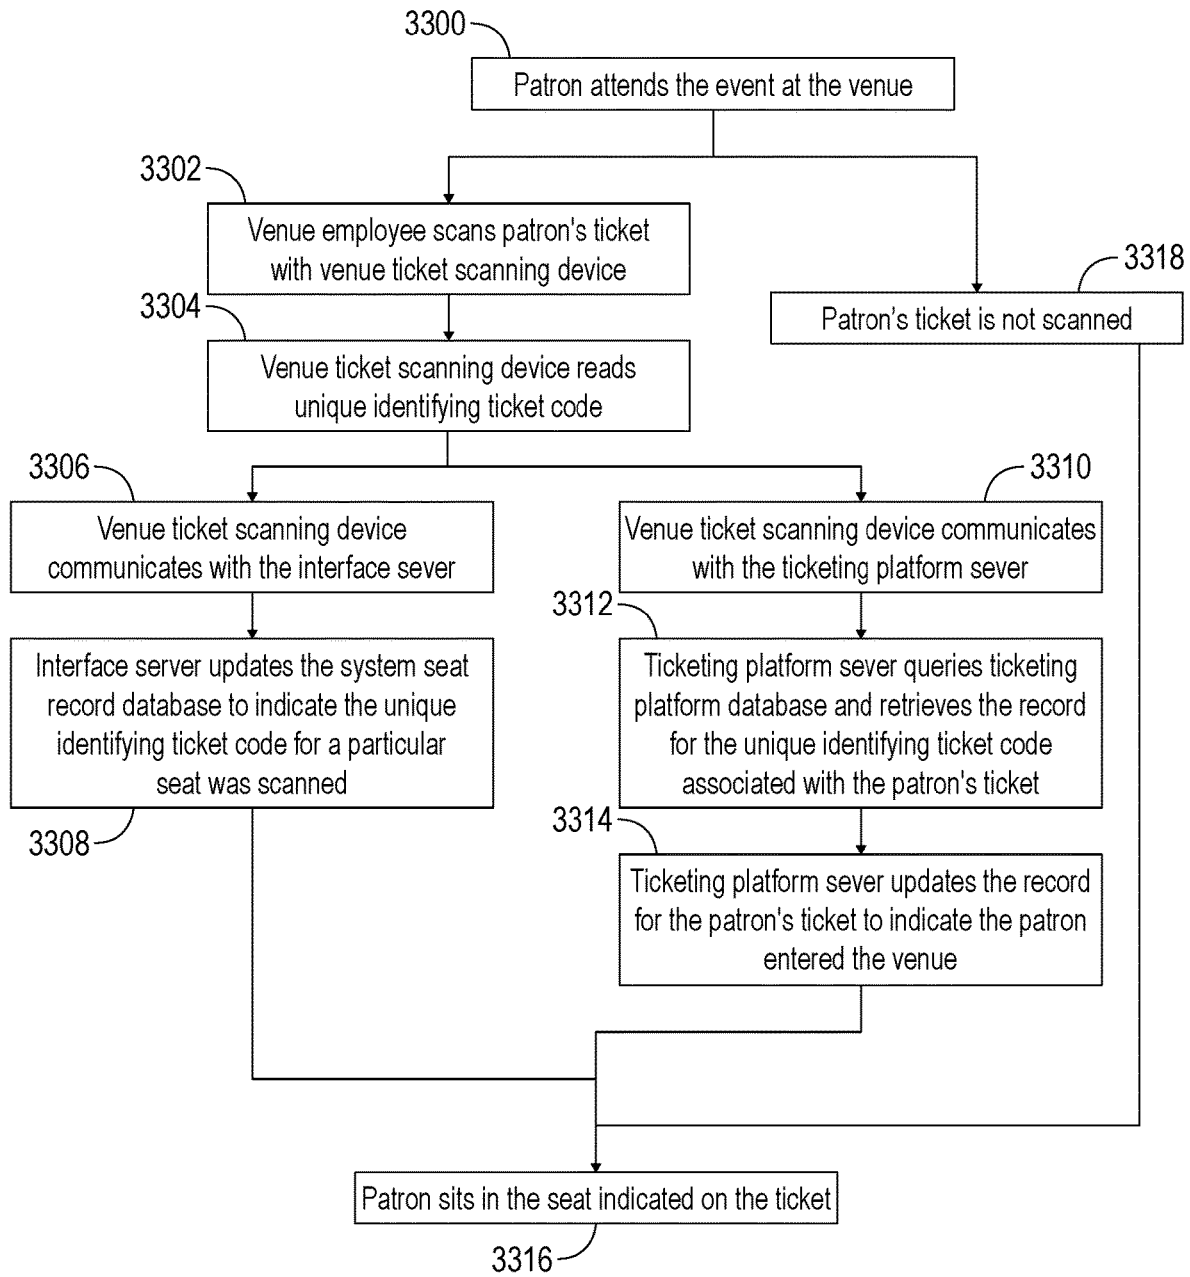 3300
Patron attends the event at the venue
3302
Venue employee scans patron's ticket
with venue ticket scanning device
3318
Patron's ticket is not scanned
3304
Venue ticket scanning device reads
unique identifying ticket code
3306
Venue ticket scanning device
communicates with the interface sever
3310
Venue ticket scanning device communicates
with the ticketing platform sever
Interface server updates the system seat
record database to indicate the unique
identifying ticket code for a particular
seat was scanned
3308
3312
Ticketing platform sever queries ticketing
platform database and retrieves the record
for the unique identifying ticket code
associated with the patron's ticket
3314
Ticketing platform sever updates the record
for the patron's ticket to indicate the patron
entered the venue
Patron sits in the seat indicated on the ticket
3316